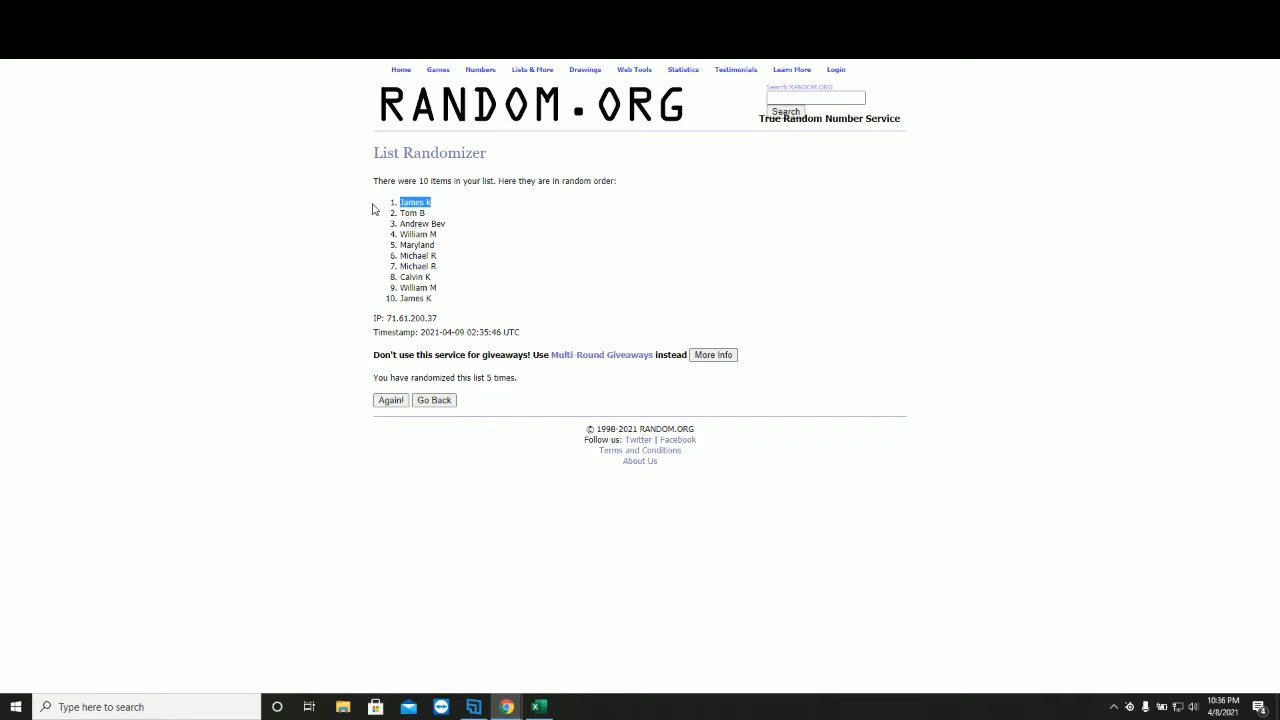 Home Games Numbers Lists & More Drawings Web Tools Statistics Testimonials Learn More Login
RANDOM.ORG
Search RANDOM.ORG
Search
True Random Number Service
List Randomizer
There were 10 items in your list. Here they are in random order:
1. James k
2. Tom B
3. Andrew Bev
4. William M
5. Maryland
6. Michael R
7. Michael R
8. Calvin K
9. William M
10. James K
IP: 71.61.200.37
Timestamp: 2021-04-09 02:35:46 UTC
Don't use this service for giveaways! Use Multi-Round Giveaways instead More Info
You have randomized this list 5 times.
Again! Go Back
© 1998-2021 RANDOM.ORG
Follow us: Twitter | Facebook
Terms and Conditions
About Us
Type here to search
10:36 PM
4/8/2021
4